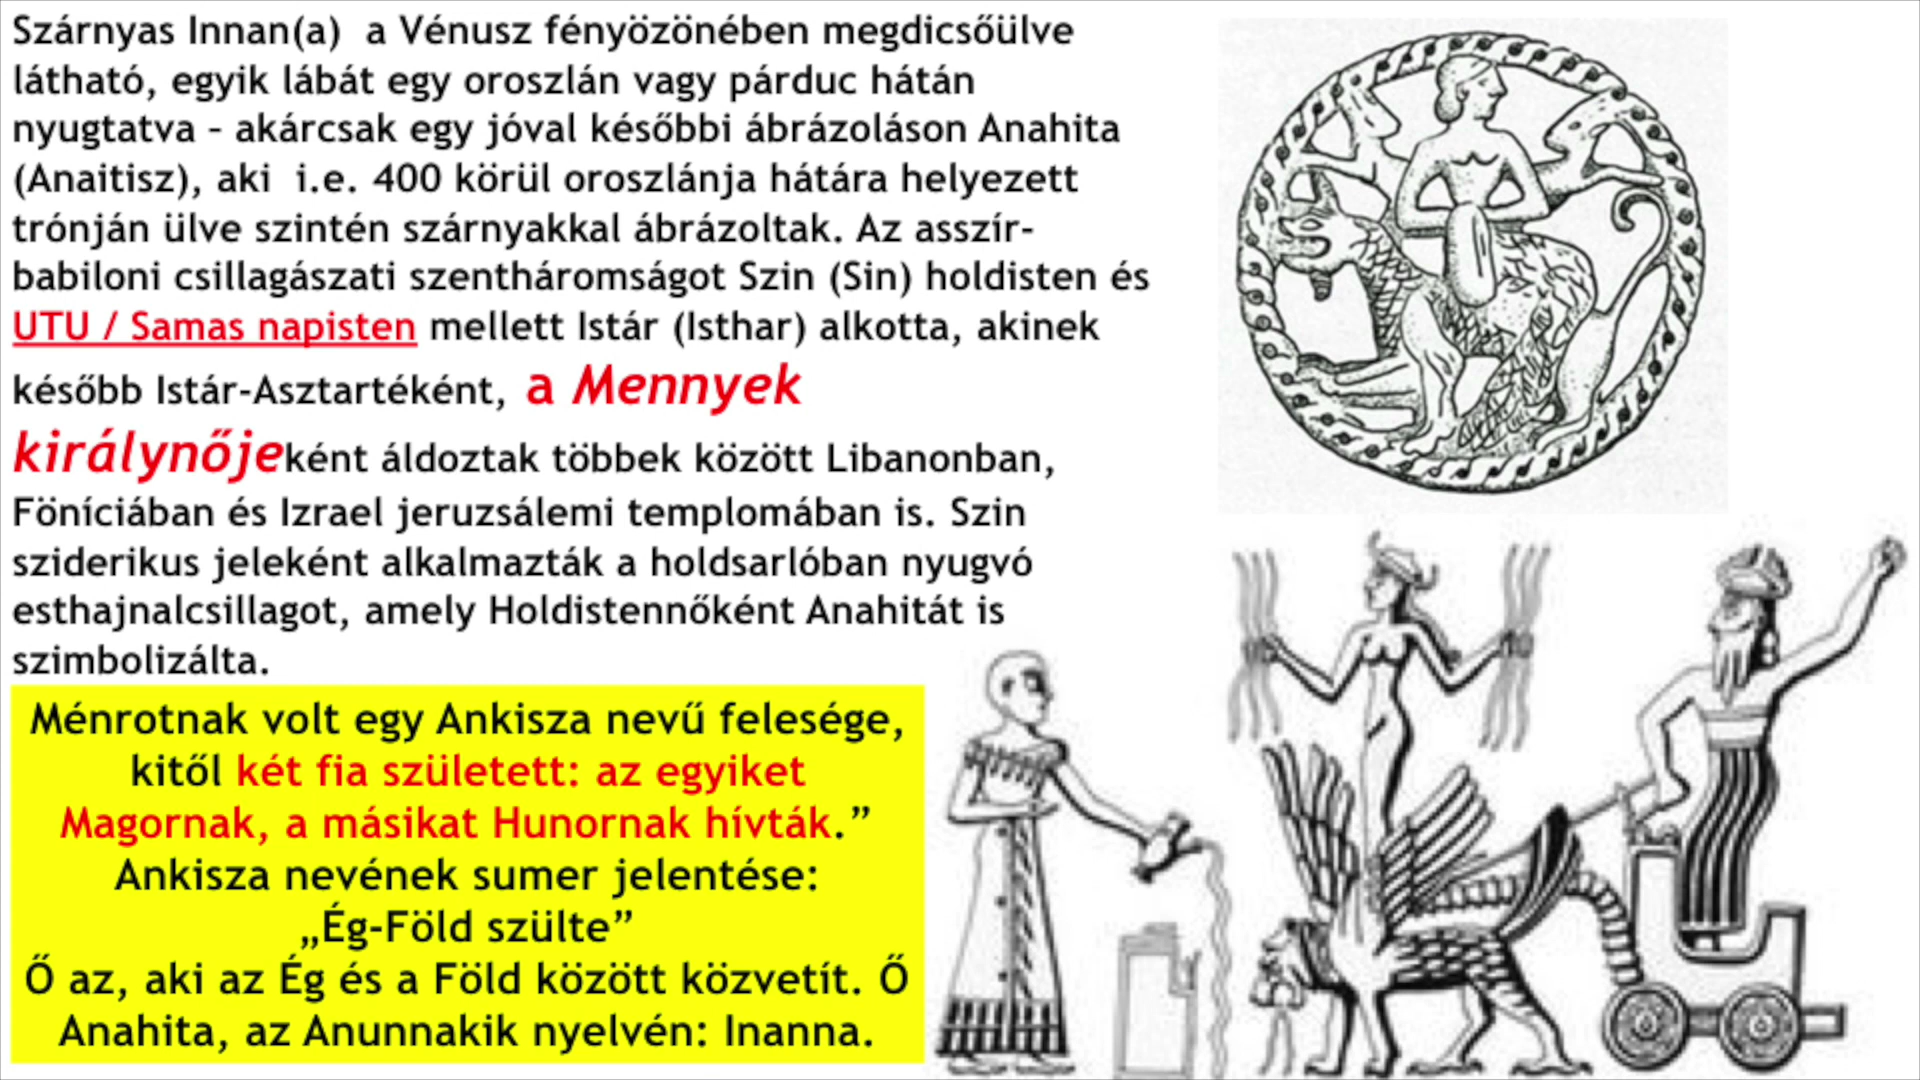 Szárnyas Innan(a)  a Vénusz fényözönében megdicsőülve
látható, egyik lábát egy oroszlán vagy párduc hátán
nyugtatva – akárcsak egy jóval későbbi ábrázoláson Anahita
(Anaitisz), aki  i.e. 400 körül oroszlánja hátára helyezett
trónján ülve szintén szárnyakkal ábrázoltak. Az asszír-
babiloni csillagászati szentháromságot Szin (Sin) holdisten és
UTU / Samas napisten mellett Istár (Isthar) alkotta, akinek
később Istár-Asztartéként,  a Mennyek
királynőjeként áldoztak többek között Libanonban,
Föníciában és Izrael jeruzsálemi templomában is. Szin
sziderikus jeleként alkalmazták a holdsarlóban nyugvó
esthajnalcsillagot, amely Holdistennőként Anahitát is
szimbolizálta.
Ménrotnak volt egy Ankisza nevű felesége,
kitől két fia született: az egyiket
Magornak, a másikat Hunornak hívták.”
Ankisza nevének sumer jelentése:
„Ég-Föld szülte”
Ő az, aki az Ég és a Föld között közvetít. Ő
Anahita, az Anunnakik nyelvén: Inanna.